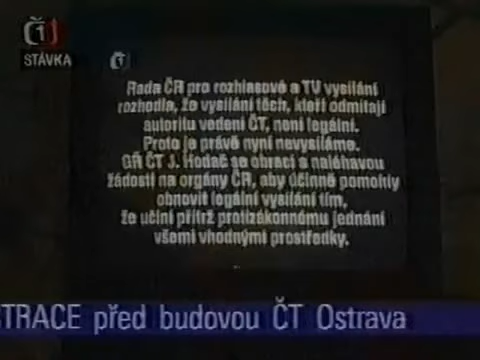 Č1
STÁVKA
1
Rada ČR pro rozhlasové a TV vysílání
rozhodla, že vysílání těch, kteří odmítají
autoritu vedení ČT, není legální.
Proto je právě nyní nevysíláme.
GŘ ČT J. Hodač se obrací s naléhavou
žádostí na orgány ČR, aby účinně pomohly
obnovit legální vysílání tím,
že učiní přítrž protizákonnému jednání
všemi vhodnými prostředky.
STRACE před budovou ČT Ostrava